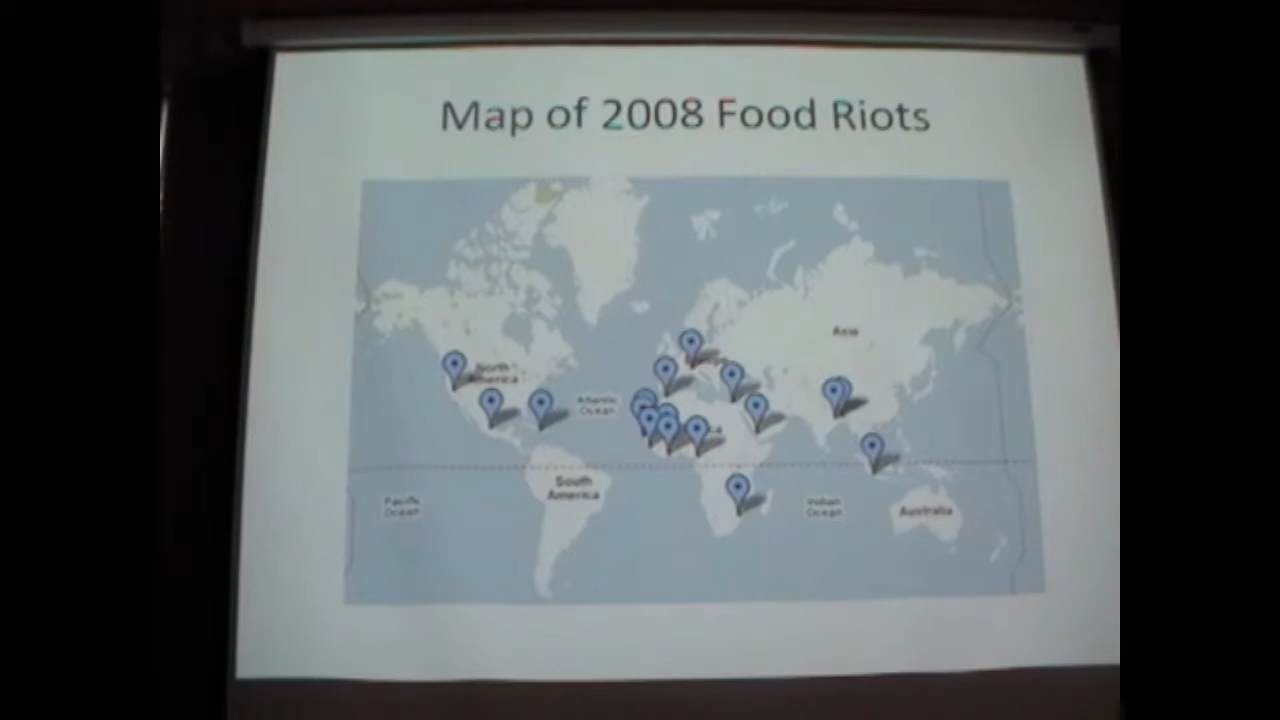 Map of 2008 Food Riots
Asia
North
America
Atlantic
Ocean
South
America
Pacific
Ocean
Indian
Ocean
Australia